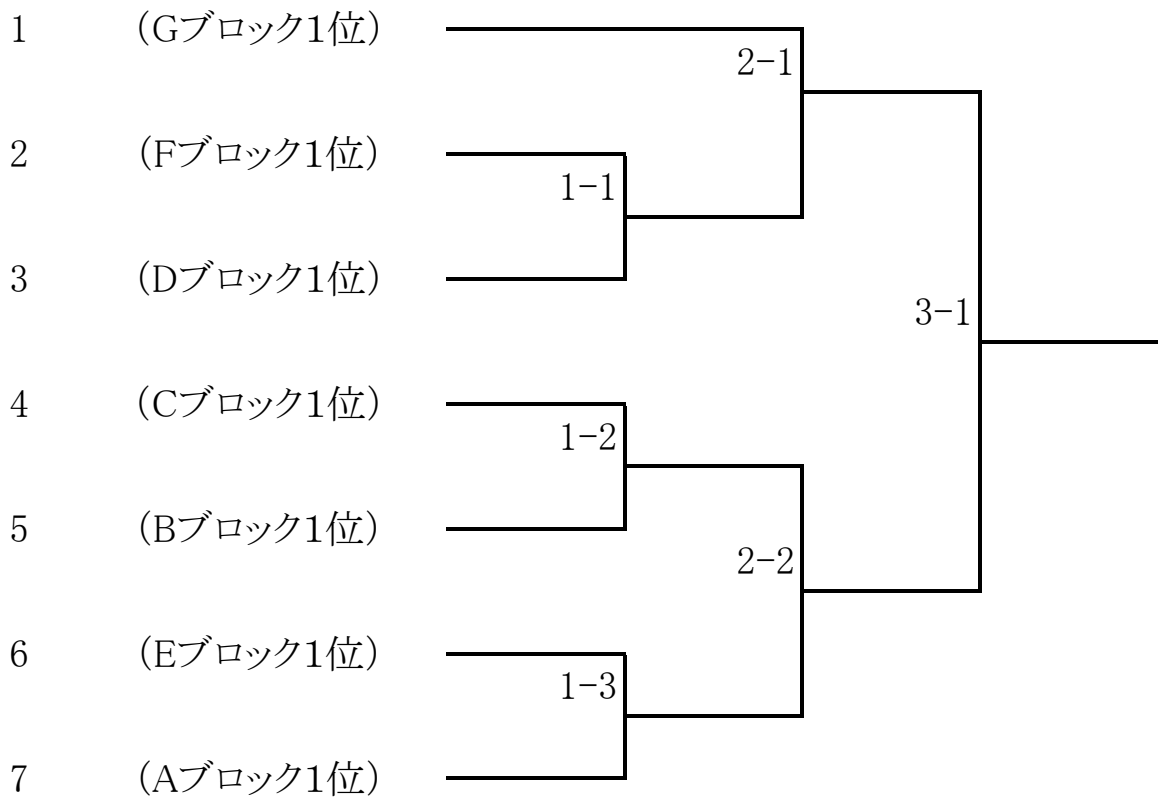 1 (Gブロック1位)
2-1
2 (Fブロック1位)
1-1
3 (Dブロック1位)
3-1
4 (Cブロック1位)
1-2
5 (Bブロック1位)
2-2
6 (Eブロック1位)
1-3
7 (Aブロック1位)